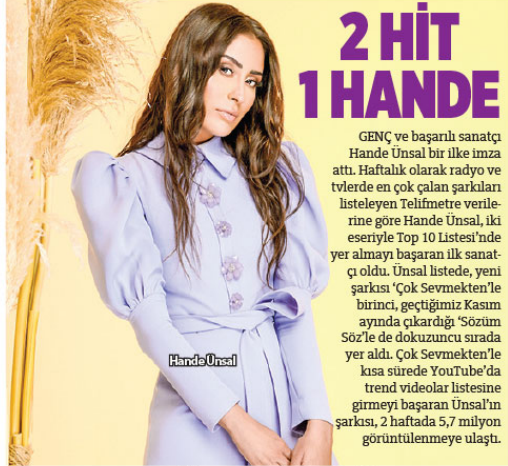 2 HİT
1 HANDE
GENÇ ve başarılı sanatçı
Hande Ünsal bir ilke imza
attı. Haftalık olarak radyo ve
tvlerde en çok çalan şarkıları
listeleyen Telifmetre verile-
rine göre Hande Ünsal, iki
eseriyle Top 10 Listesi’nde
yer almayı başaran ilk sanat-
çı oldu. Ünsal listede, yeni
şarkısı ‘Çok Sevmekten’le
birinci, geçtiğimiz Kasım
ayında çıkardığı ‘Sözüm
Söz’le de dokuzuncu sırada
yer aldı. Çok Sevmekten’le
kısa sürede YouTube’da
trend videolar listesine
girmeyi başaran Ünsal’ın
şarkısı, 2 haftada 5,7 milyon
görüntülenmeye ulaştı.
Hande Ünsal